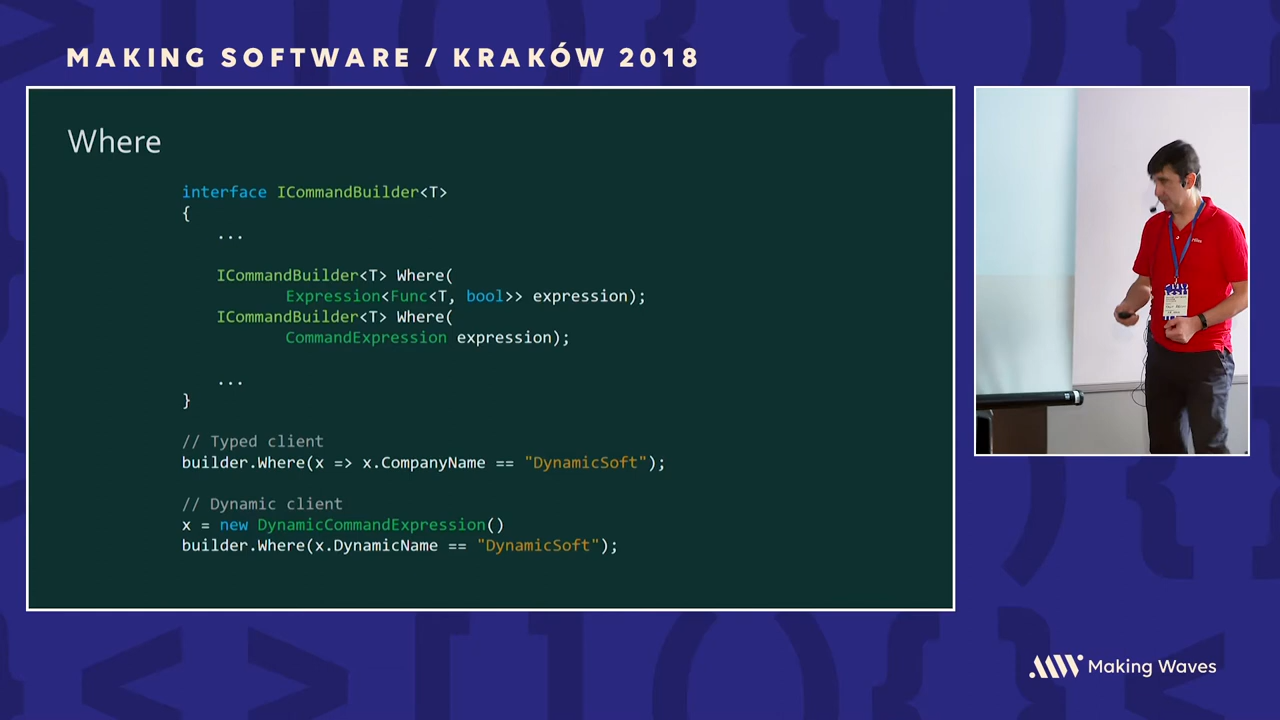 MAKING SOFTWARE / KRAKÓW 2018
Where
interface ICommandBuilder<T>
{
...
ICommandBuilder<T> Where(
Expression<Func<T, bool>> expression);
ICommandBuilder<T> Where(
CommandExpression expression);
...
}
// Typed client
builder.Where(x => x.CompanyName == "DynamicSoft");
// Dynamic client
x = new DynamicCommandExpression()
builder.Where(x.DynamicName == "DynamicSoft");
Making Waves